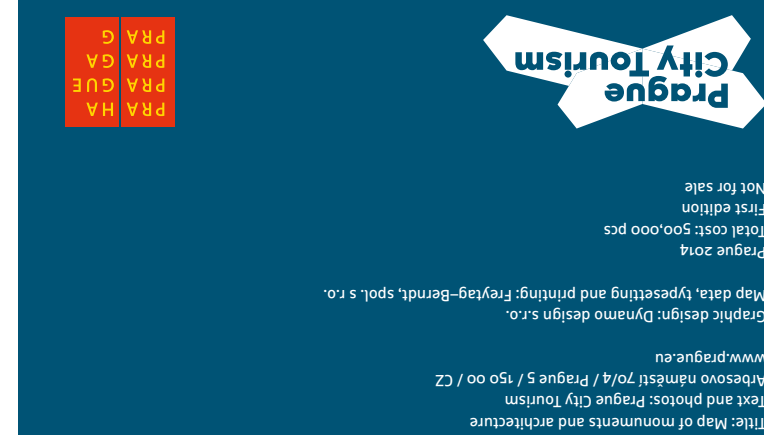 Title: Map of monuments and architecture
Text and photos: Prague City Tourism
Arbesovo náměstí 70/4 / Prague 5 / 150 00 / CZ
www.prague.eu
Graphic design: Dynamo design s.r.o.
Map data, typesetting and printing: Freytag–Berndt, spol. s r.o.
Prague 2014
Total cost: 500,000 pcs
First edition
Not for sale
Prague
City Tourism
PRA HA
PRA GUE
PRA GA
PRA G